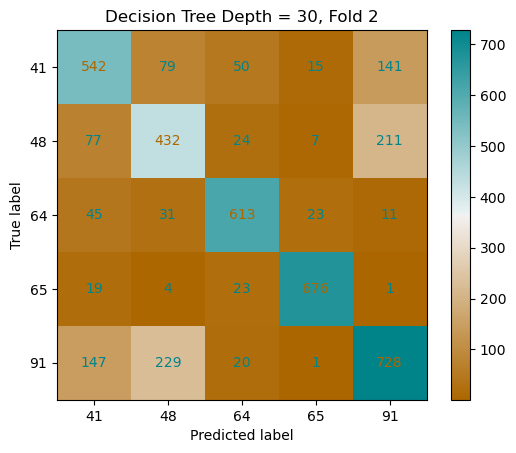 Decision Tree Depth = 30, Fold 2
True label
41 542 79 50 15 141
48 77 432 24 7 211
64 45 31 613 23 11
65 19 4 23 1
91 147 229 20 1 728
41 48 64 65 91
Predicted label
700
600
500
400
300
200
100